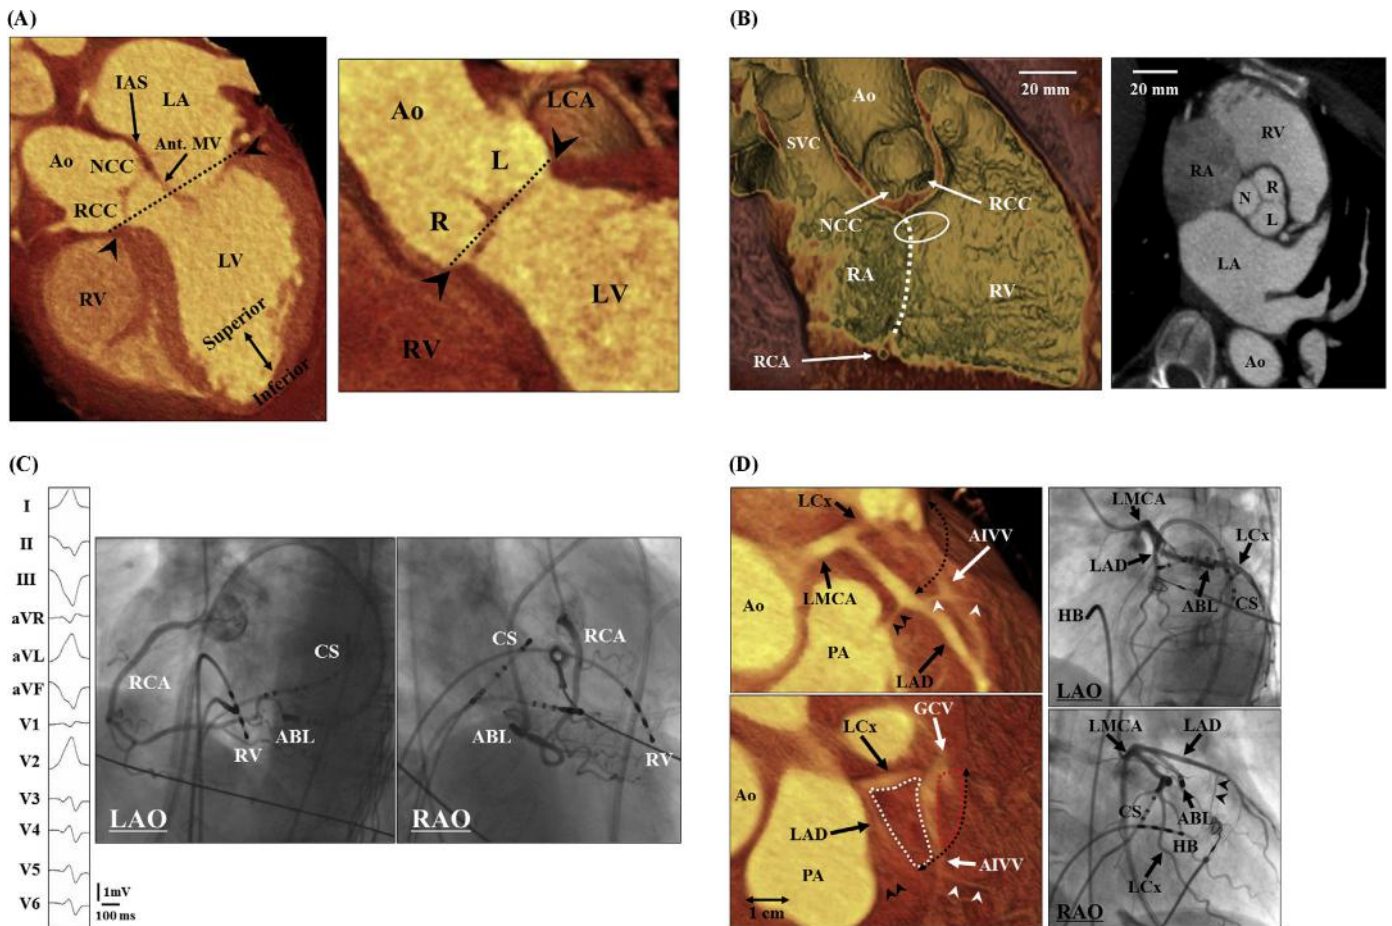 (A)
IAS
LA
Ant. MV
Ao
NCC
RCC
LV
RV
Superior
Inferior
Ao
LCA
L
R
LV
RV
(B)
20 mm
Ao
SVC
RCC
NCC
RA
RV
RCA
20 mm
RV
RA
R
N
L
LA
Ao
(C)
I
II
III
aVR
aVL
aVF
V1
V2
V3
V4
V5
V6
1mV
100 ms
CS
RCA
RV
ABL
LAO
CS
RCA
ABL
RV
RAO
(D)
LCx
AIVV
Ao
LMCA
PA
LAD
GCV
LCx
Ao
LAD
AIVV
PA
1 cm
LMCA
LCx
LAD
ABL
CS
HB
LAO
LMCA
LAD
CS
ABL
HB
LCx
RAO